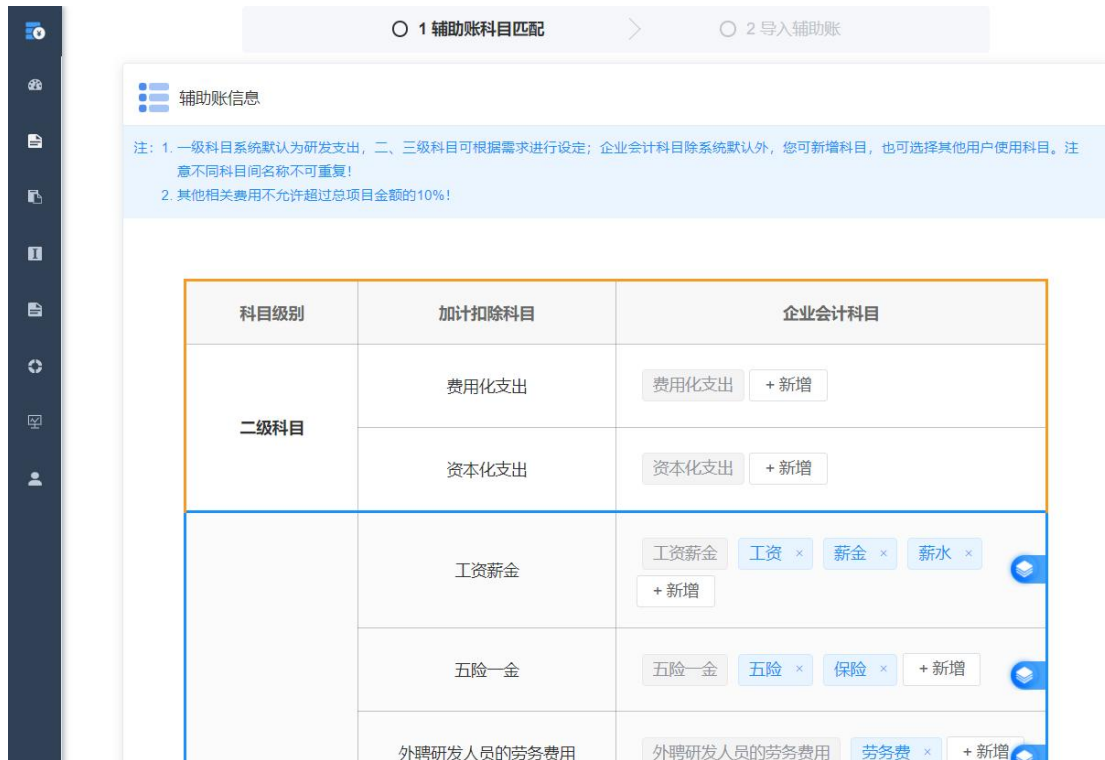 1 辅助账科目匹配
2 导入辅助账
辅助账信息
注：1. 一级科目系统默认为研发支出，二、三级科目可根据需求进行设定；企业会计科目除系统默认外，您可新增科目，也可选择其他用户使用科目。注
意不同科目间名称不可重复！
2. 其他相关费用不允许超过总项目金额的10%！
科目级别 加计扣除科目 企业会计科目
二级科目
费用化支出 费用化支出 + 新增
资本化支出 资本化支出 + 新增
工资薪金 工资薪金 工资 × 薪金 × 薪水 ×
+ 新增
五险一金 五险一金 五险 × 保险 × + 新增
外聘研发人员的劳务费用 外聘研发人员的劳务费用 劳务费 × + 新增